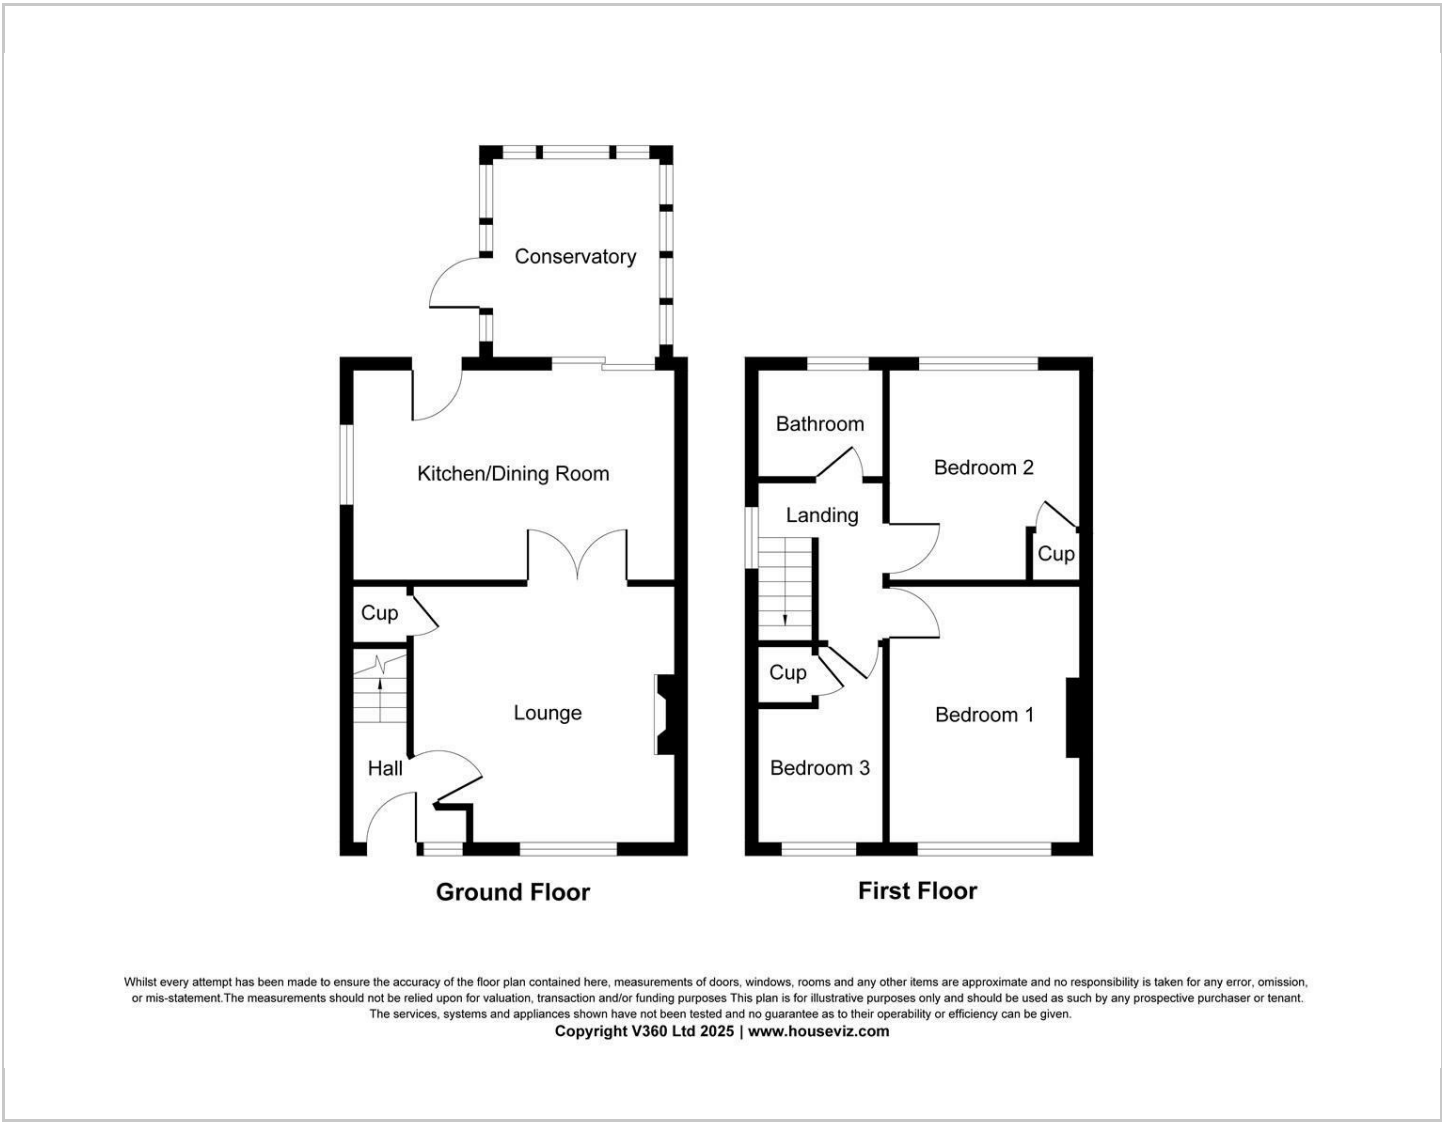 Conservatory
Kitchen/Dining Room
Cup
Lounge
Hall
Ground Floor
Bathroom
Bedroom 2
Landing
Cup
Cup
Bedroom 1
Bedroom 3
First Floor
Whilst every attempt has been made to ensure the accuracy of the floor plan contained here, measurements of doors, windows, rooms and any other items are approximate and no responsibility is taken for any error, omission,
or mis-statement.The measurements should not be relied upon for valuation, transaction and/or funding purposes This plan is for illustrative purposes only and should be used as such by any prospective purchaser or tenant.
The services, systems and appliances shown have not been tested and no guarantee as to their operability or efficiency can be given.
Copyright V360 Ltd 2025 | www.houseviz.com